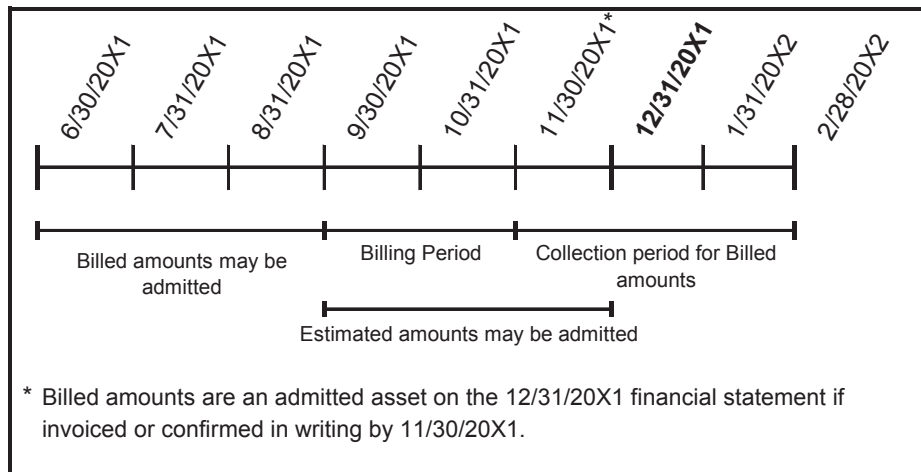 6/30/20X1
7/31/20X1
8/31/20X1
9/30/20X1
10/31/20X1
11/30/20X1*
12/31/20X1
1/31/20X2
2/28/20X2
Billed amounts may be
admitted
Billing Period
Collection period for Billed
amounts
Estimated amounts may be admitted
* Billed amounts are an admitted asset on the 12/31/20X1 financial statement if
invoiced or confirmed in writing by 11/30/20X1.